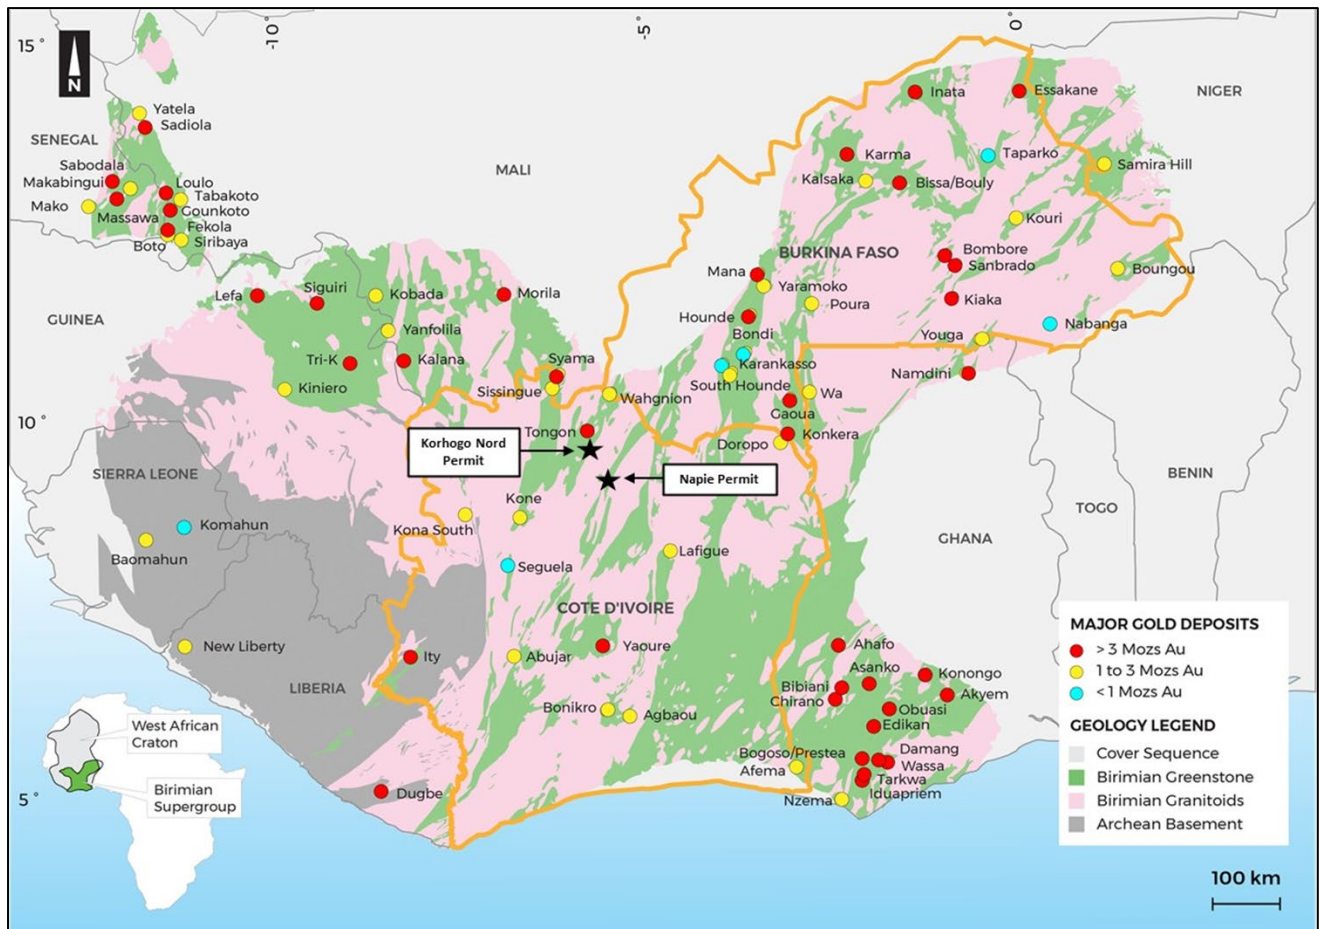 15°
-10°
-5°
0°
N
Yatela
Sadiola
SENEGAL
Sabodala
Makabingui
Mako
Massawa
Loulo
Tabakoto
Gounkoto
Fekola
Boto
Siribaya
MALI
Inata
Essakane
NIGER
Karma
Taparko
Samira Hill
Kalsaka
Bissa/Bouly
Kouri
BURKINA FASO
Bombore
Sanbrado
Boungou
Mana
Yaramoko
Poura
Kiaka
Hounde
Bondi
Youga
Nabanga
Karankasso
South Hounde
Namdini
Wa
Gaoua
Konkera
Doropo
Lefa
Siguiri
Kobada
Morila
GUINEA
Yanfolila
Tri-K
Kalana
Syama
Kiniero
Sissingue
Wahgnion
10°
Tongon
Korhogo Nord
Permit
Napie Permit
SIERRA LEONE
Kone
Kona South
Komahun
Baomahun
Lafigue
Seguela
BENIN
TOGO
GHANA
COTE D'IVOIRE
New Liberty
Ity
Abujar
Yaoure
LIBERIA
Bonikro
Agbaou
Ahafo
Asanko
Konongo
Bibiani
Chirano
Akyem
Obuasi
Edikan
Bogoso/Prestea
Damang
Afema
Wassa
Tarkwa
Iduapriem
Nzema
Dugbe
5°
West African
Craton
Birimian
Supergroup
MAJOR GOLD DEPOSITS
> 3 Mozs Au
1 to 3 Mozs Au
<1 Mozs Au
GEOLOGY LEGEND
Cover Sequence
Birimian Greenstone
Birimian Granitoids
Archean Basement
100 km